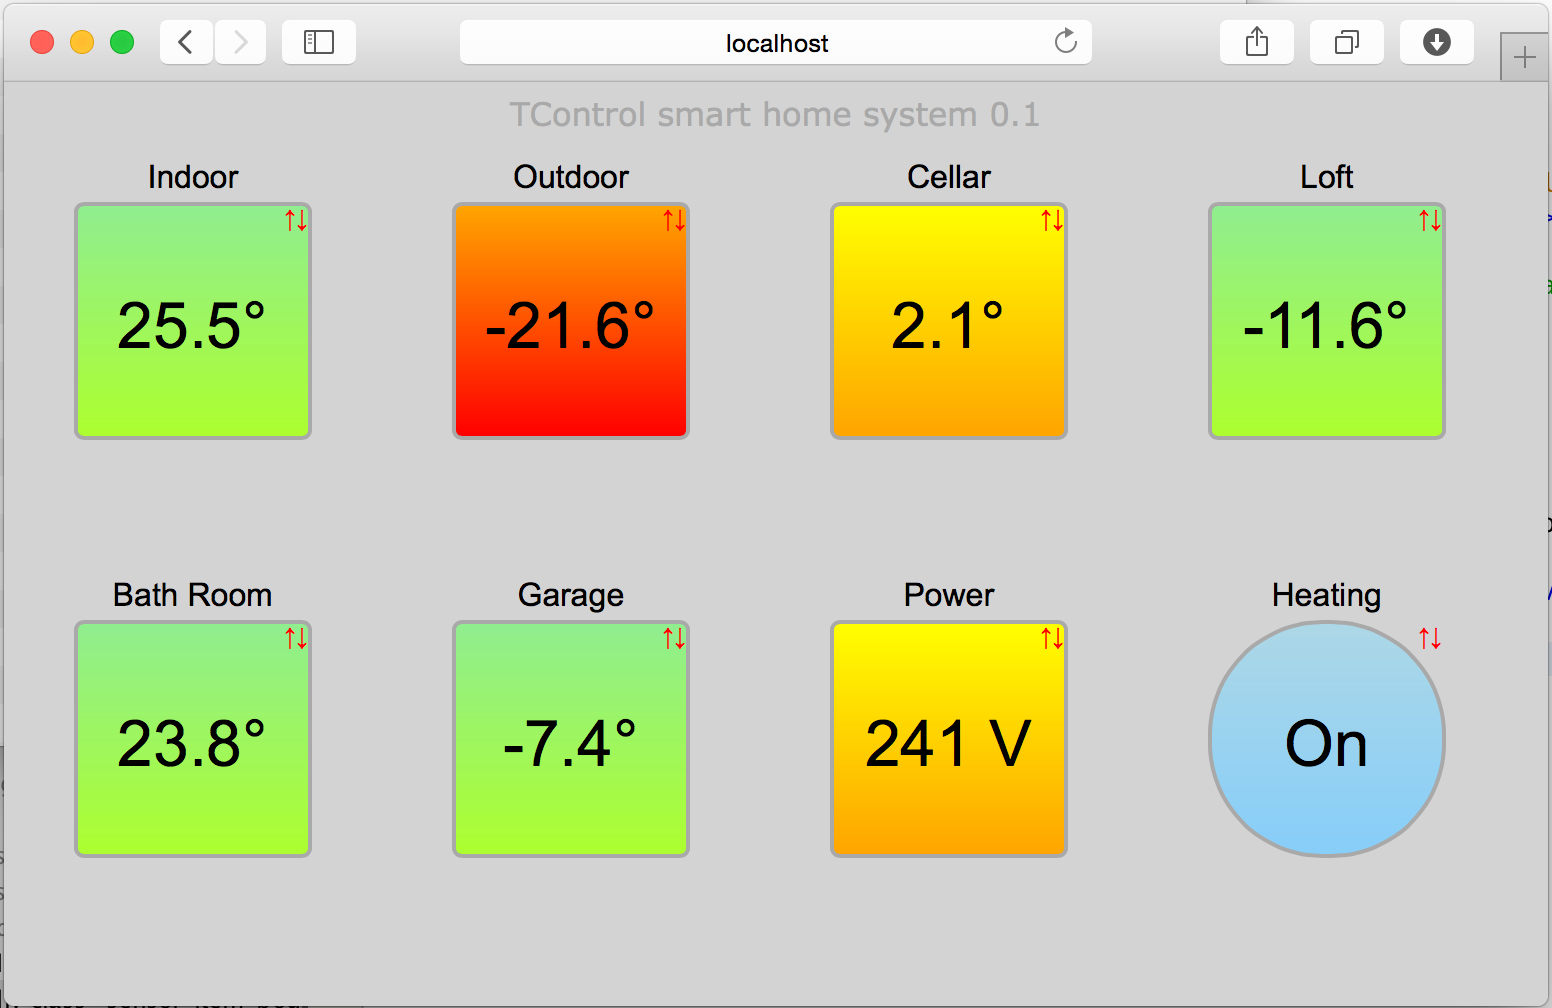 localhost
TControl smart home system 0.1
Indoor
Outdoor
Cellar
Loft
↑↓
↑↓
↑↓
↑↓
25.5°
-21.6°
2.1°
-11.6°
Bath Room
Garage
Power
Heating
↑↓
↑↓
↑↓
↑↓
23.8°
-7.4°
241 V
On